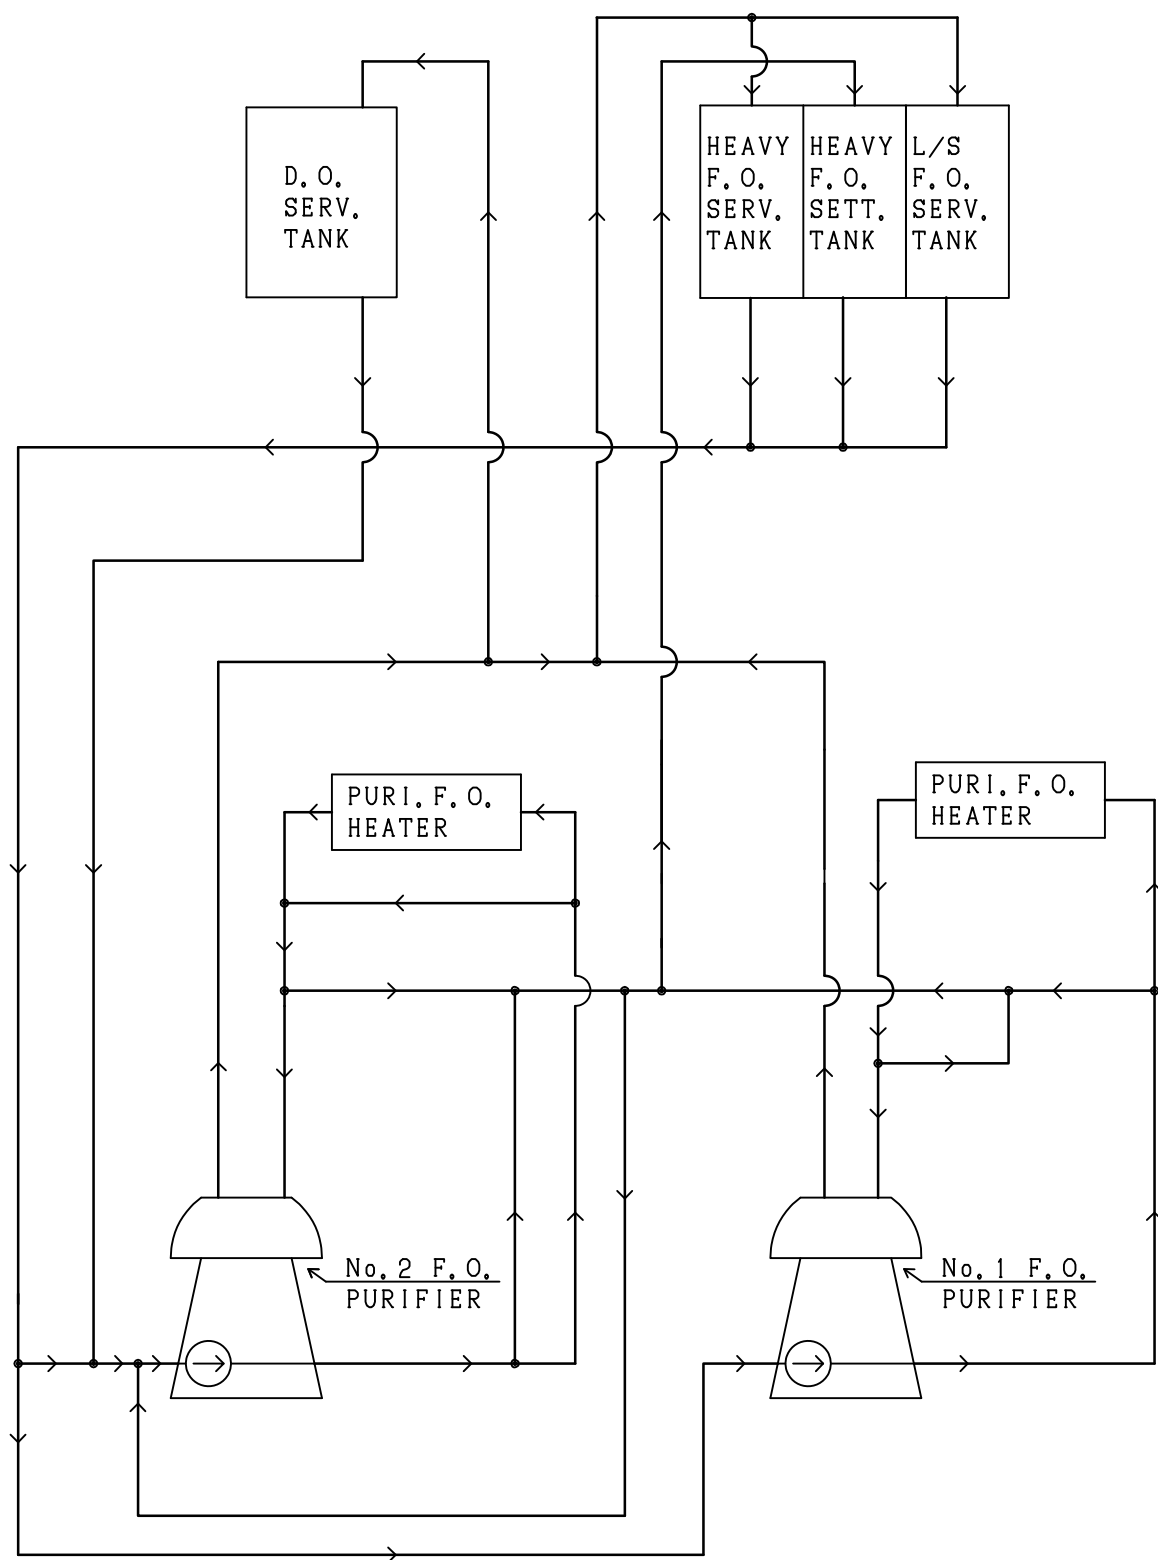 D.O.
SERV.
TANK
HEAVY
F.O.
SERV.
TANK
HEAVY
F.O.
SETT.
TANK
L/S
F.O.
SERV.
TANK
PURI.F.O.
HEATER
PURI.F.O.
HEATER
No.2 F.O.
PURIFIER
No.1 F.O.
PURIFIER